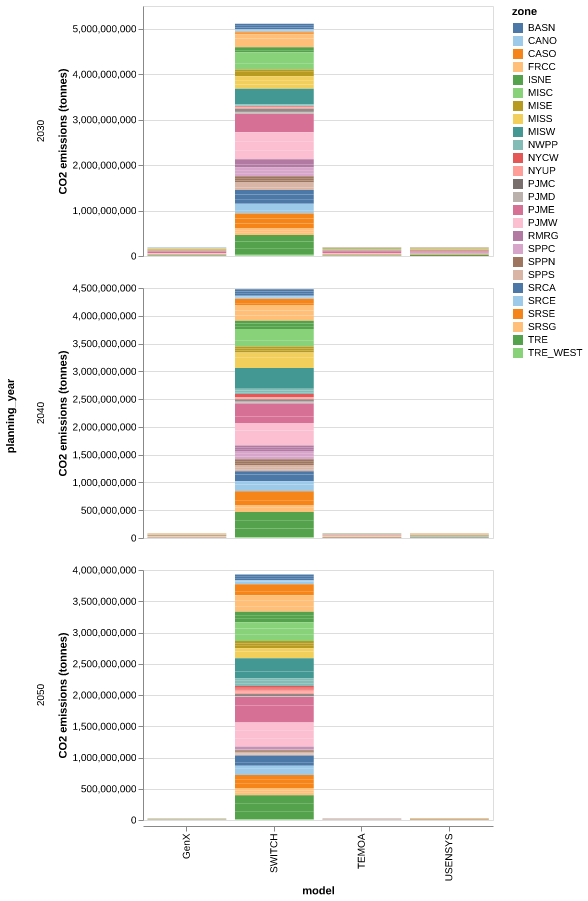 zone
BASN
CANO
CASO
FRCC
ISNE
MISC
MISE
MISS
MISW
NWPP
NYCW
NYUP
PJMC
PJMD
PJME
PJMW
RMRG
SPPC
SPPN
SPPS
SRCA
SRCE
SRSE
SRSG
TRE
TRE_WEST
planning_year
2030
CO2 emissions (tonnes)
5,000,000,000
4,000,000,000
3,000,000,000
2,000,000,000
1,000,000,000
0
2040
CO2 emissions (tonnes)
4,500,000,000
4,000,000,000
3,500,000,000
3,000,000,000
2,500,000,000
2,000,000,000
1,500,000,000
1,000,000,000
500,000,000
0
2050
CO2 emissions (tonnes)
4,000,000,000
3,500,000,000
3,000,000,000
2,500,000,000
2,000,000,000
1,500,000,000
1,000,000,000
500,000,000
0
GenX
SWITCH
TEMOA
USENSYS
model